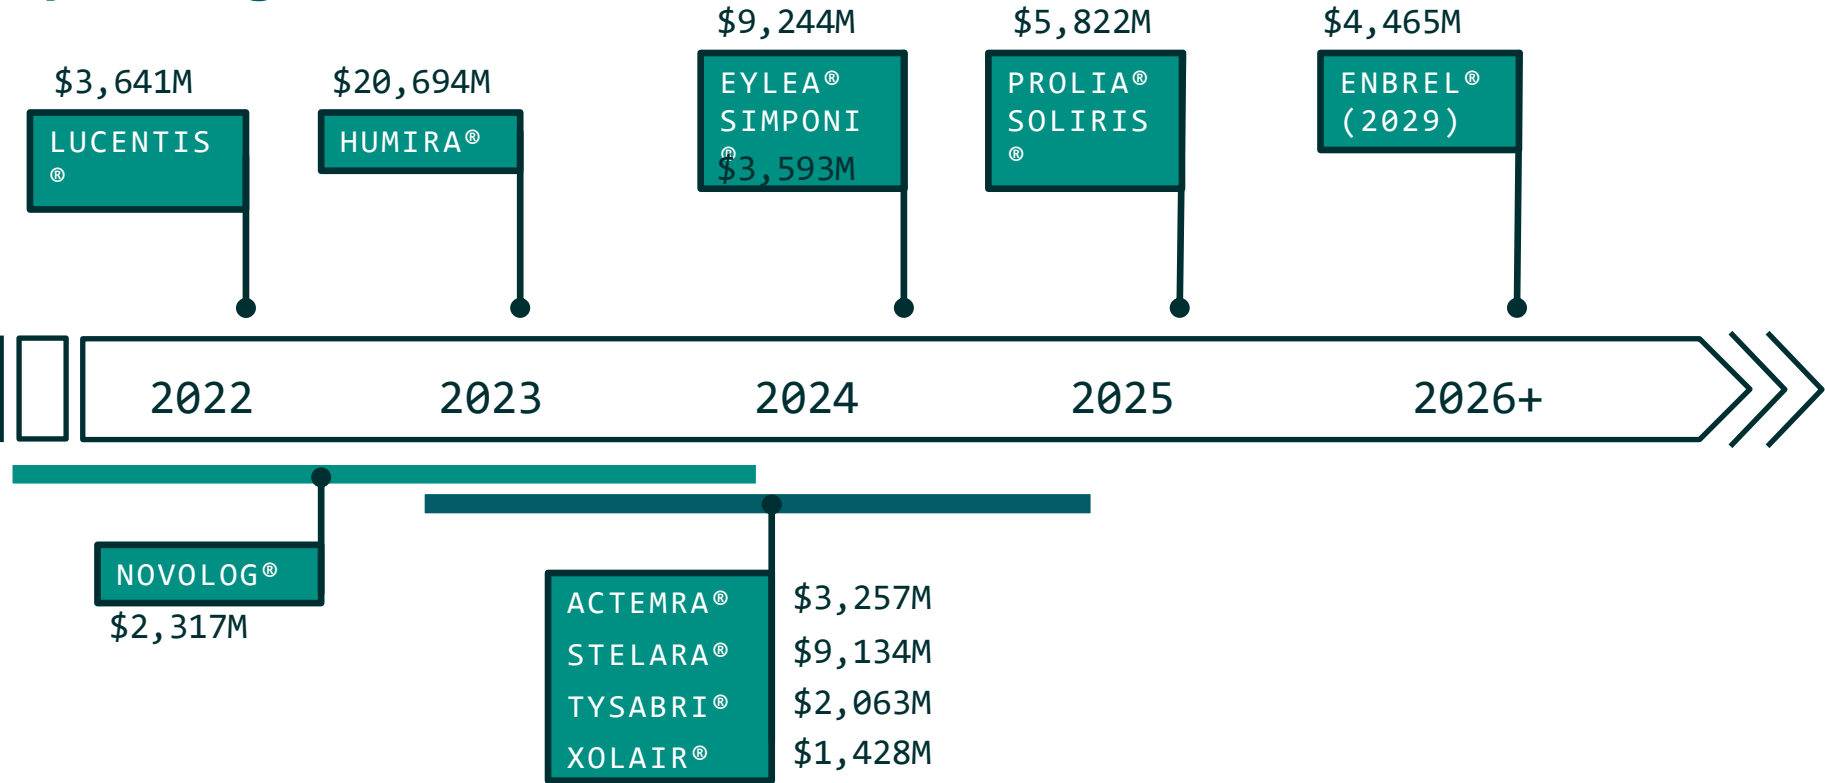 $3,641M
LUCENTIS
®
$20,694M
HUMIRA®
$9,244M
EYLEA®
SIMPONI
®
$3,593M
$5,822M
PROLIA®
SOLIRIS
®
$4,465M
ENBREL®
(2029)
2022
2023
2024
2025
2026+
NOVOLOG®
$2,317M
ACTEMRA® $3,257M
STELARA® $9,134M
TYSABRI® $2,063M
XOLAIR® $1,428M